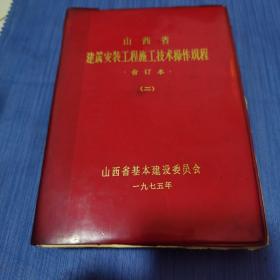 山西省
建筑安装工程施工技术操作规程
·合订本·
（二）
山西省基本建设委员会
一九七五年